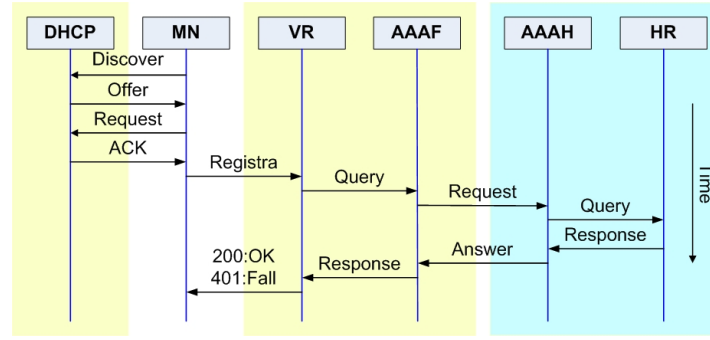 DHCP MN VR AAAF AAAH HR
Discover
Offer
Request
ACK
Registra
Query
Request
Query
Response
Answer
Response
200:OK
401:Fall
Time